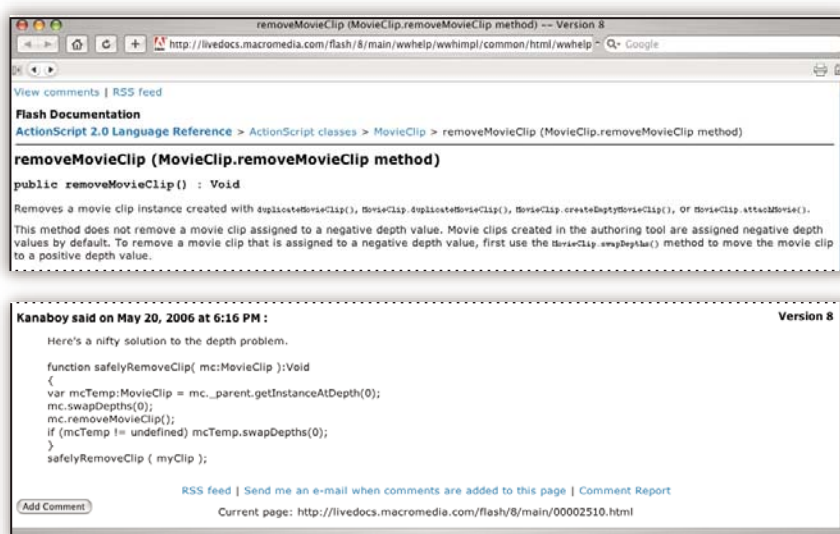 removeMovieClip (MovieClip.removeMovieClip method) -- Version 8
http://livedocs.macromedia.com/flash/8/main/wwhelp/wwhimpl/common/html/wwhelp
Google
View comments | RSS feed
Flash Documentation
ActionScript 2.0 Language Reference > ActionScript classes > MovieClip > removeMovieClip (MovieClip.removeMovieClip method)
removeMovieClip (MovieClip.removeMovieClip method)
public removeMovieClip() : Void
Removes a movie clip instance created with duplicateMovieClip(), MovieClip.duplicateMovieClip(), MovieClip.createEmptyMovieClip(), or MovieClip.attachMovie().
This method does not remove a movie clip assigned to a negative depth value. Movie clips created in the authoring tool are assigned negative depth
values by default. To remove a movie clip that is assigned to a negative depth value, first use the MovieClip.swapDepths() method to move the movie clip
to a positive depth value.
Kanaboy said on May 20, 2006 at 6:16 PM :
Version 8
Here's a nifty solution to the depth problem.
function safelyRemoveClip( mc:MovieClip ):Void
{
var mcTemp:MovieClip = mc._parent.getInstanceAtDepth(0);
mc.swapDepths(0);
mc.removeMovieClip();
if (mcTemp != undefined) mcTemp.swapDepths(0);
}
safelyRemoveClip ( myClip );
RSS feed | Send me an e-mail when comments are added to this page | Comment Report
Add Comment
Current page: http://livedocs.macromedia.com/flash/8/main/00002510.html